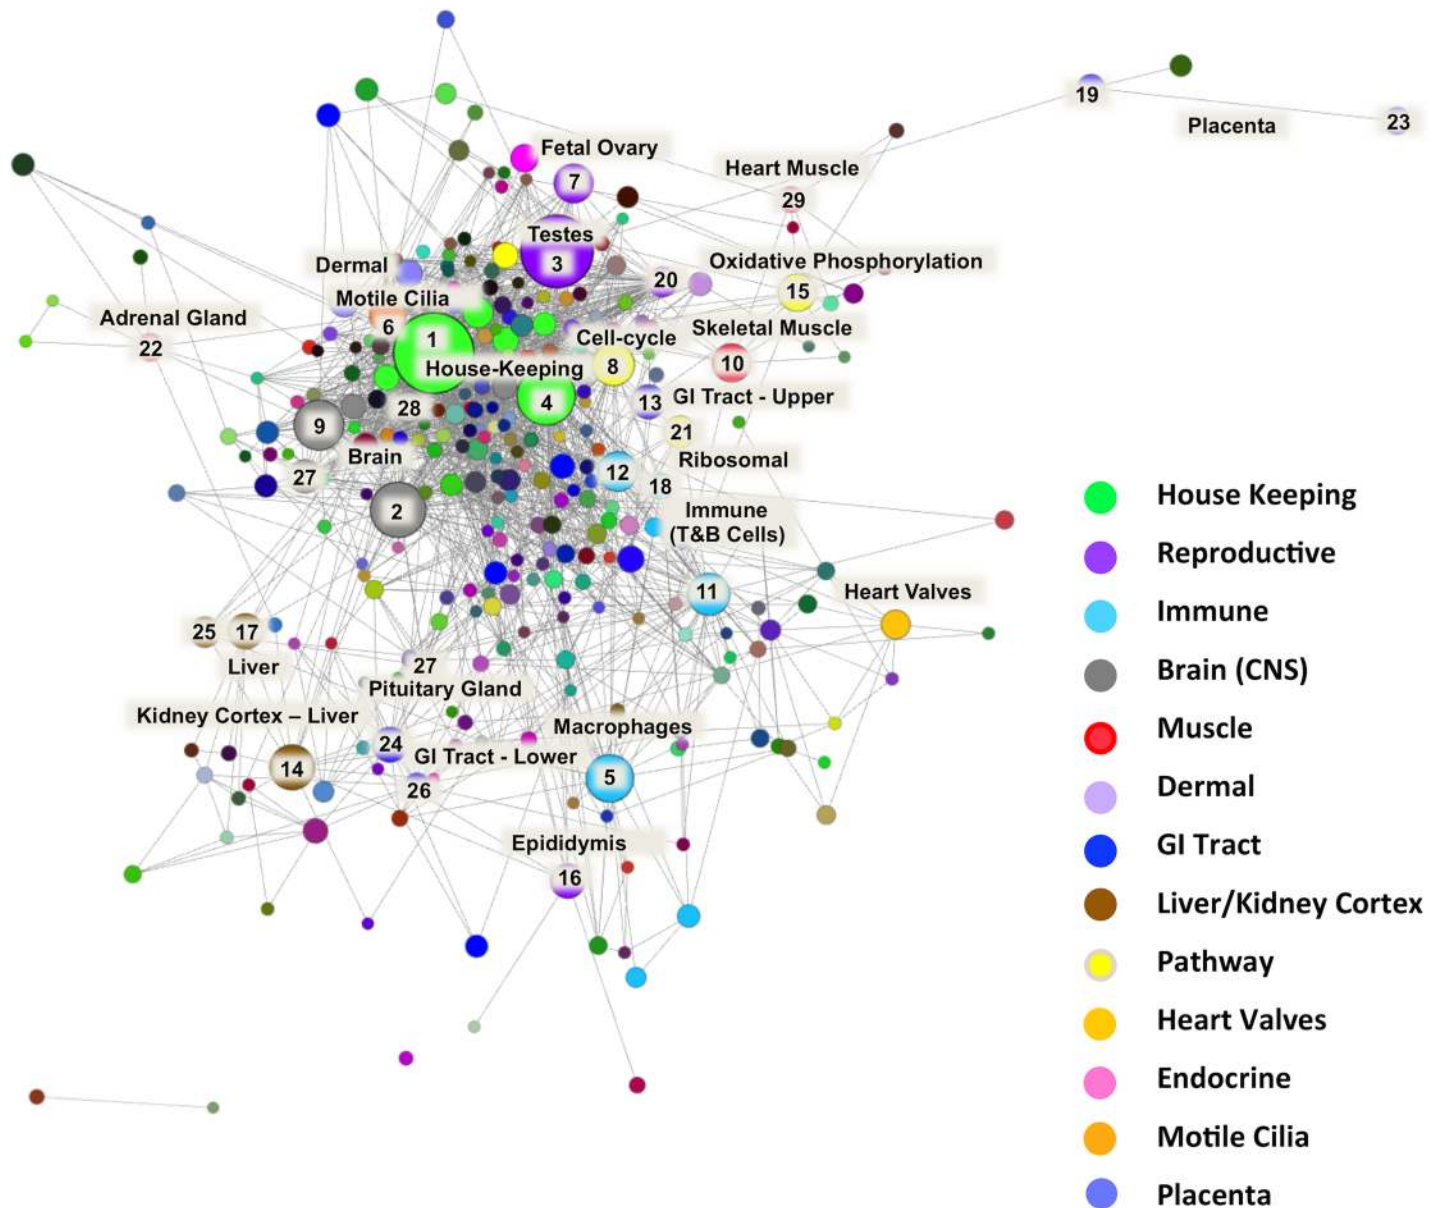 19
23
Placenta
Fetal Ovary
7
Heart Muscle
29
Testes
3
Oxidative Phosphorylation
15
Dermal
20
Motile Cilia
6
1
Adrenal Gland
22
Cell-cycle
8
Skeletal Muscle
10
House-Keeping
4
28
13
GI Tract - Upper
9
21
Ribosomal
Brain
27
12
18
2
Immune
(T&B Cells)
11
Heart Valves
25
17
Liver
27
Pituitary Gland
Kidney Cortex – Liver
14
24
GI Tract - Lower
26
Macrophages
5
Epididymis
16
House Keeping
Reproductive
Immune
Brain (CNS)
Muscle
Dermal
GI Tract
Liver/Kidney Cortex
Pathway
Heart Valves
Endocrine
Motile Cilia
Placenta